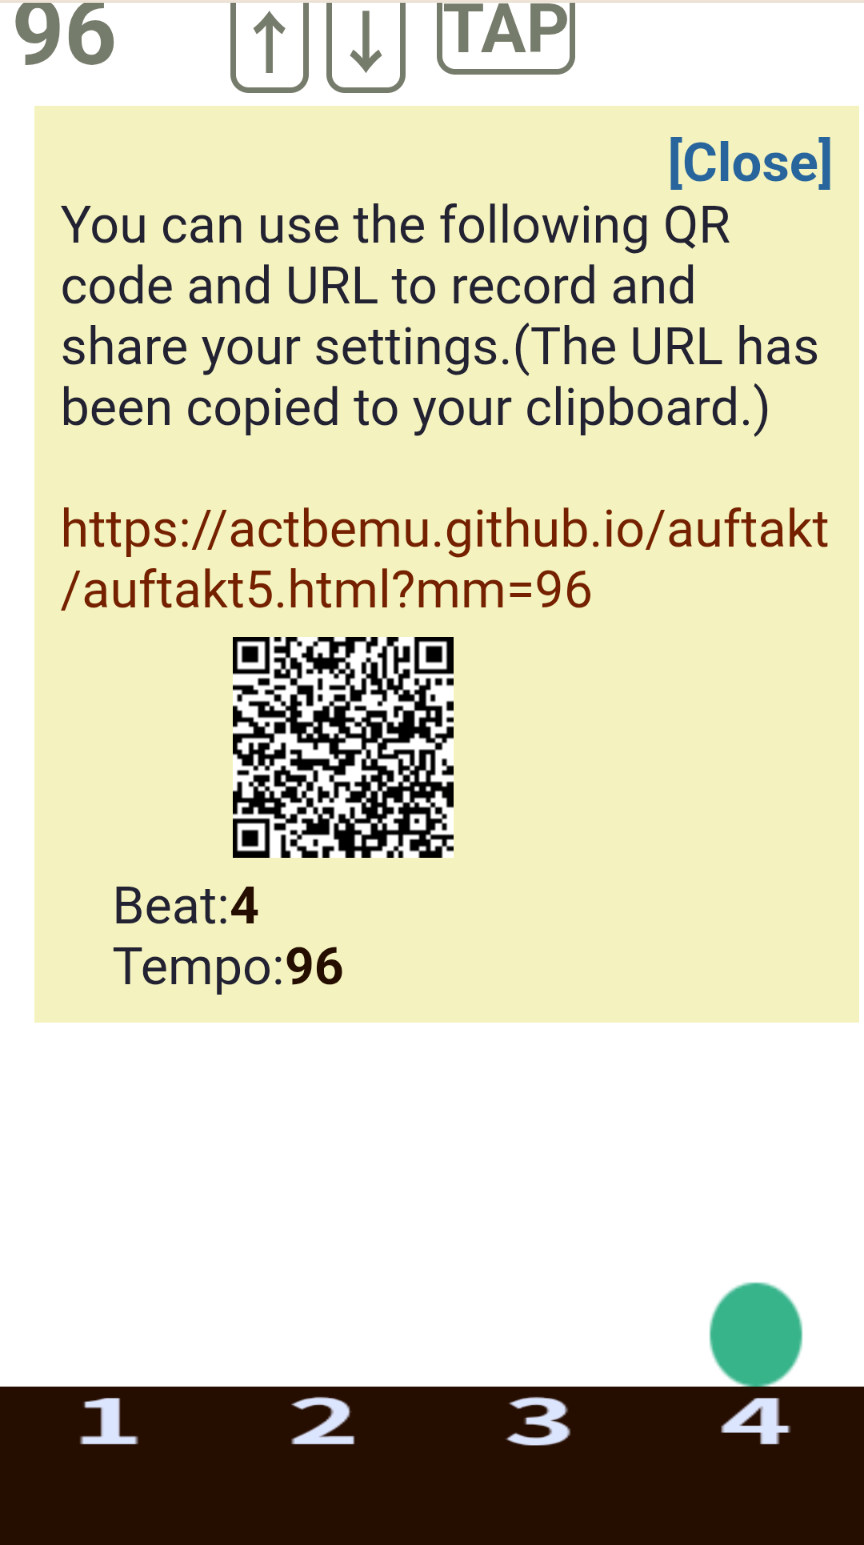 96 ↑ ↓ TAP
[Close]
You can use the following QR
code and URL to record and
share your settings.(The URL has
been copied to your clipboard.)
https://actbemu.github.io/auftakt
/auftakt5.html?mm=96
Beat:4
Tempo:96
1 2 3 4